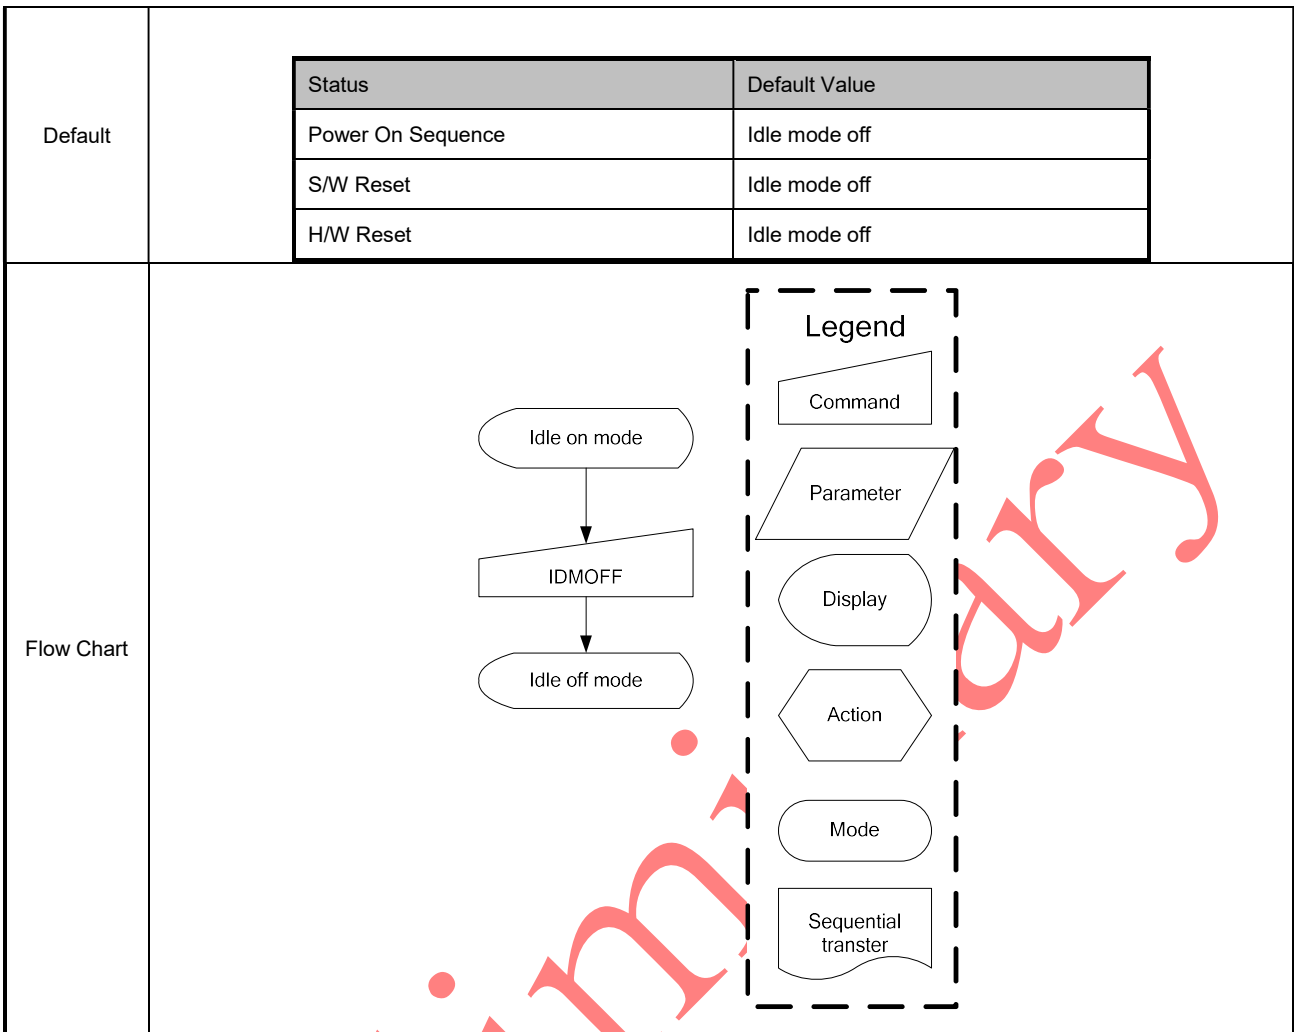 Default
Status Default Value
Power On Sequence Idle mode off
S/W Reset Idle mode off
H/W Reset Idle mode off
Flow Chart
Idle on mode
IDMOFF
Idle off mode
Legend
Command
Parameter
Display
Action
Mode
Sequential
transter